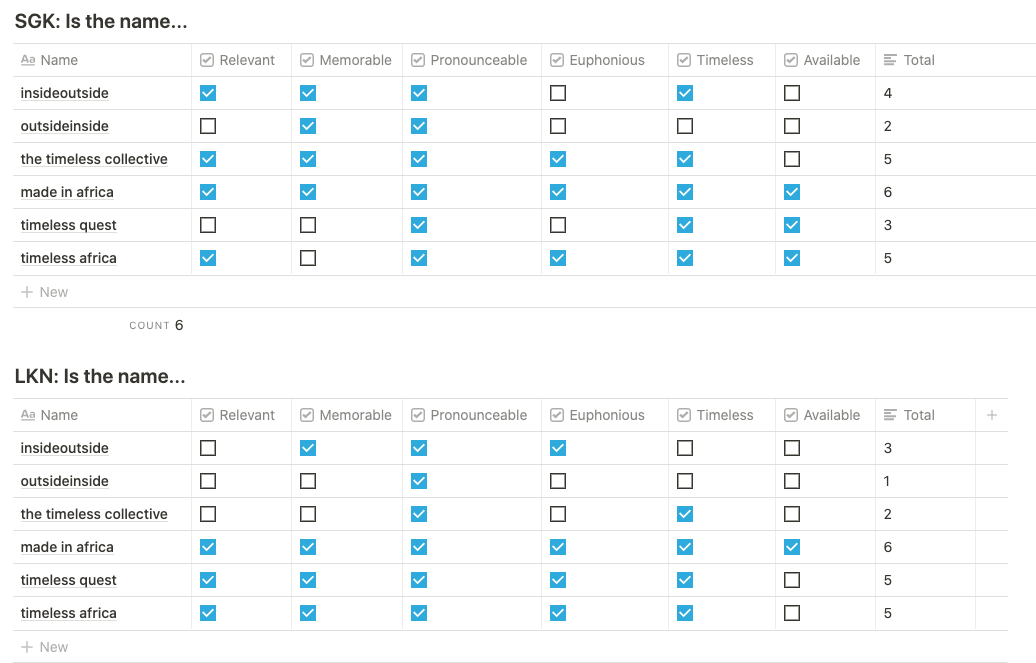 SGK: Is the name...
Aa Name Relevant Memorable Pronounceable Euphonious Timeless Available Total
insideoutside 4
outsideinside 2
the timeless collective 5
made in africa 6
timeless quest 3
timeless africa 5
+ New
COUNT 6
LKN: Is the name...
Aa Name Relevant Memorable Pronounceable Euphonious Timeless Available Total +
insideoutside 3
outsideinside 1
the timeless collective 2
made in africa 6
timeless quest 5
timeless africa 5
+ New